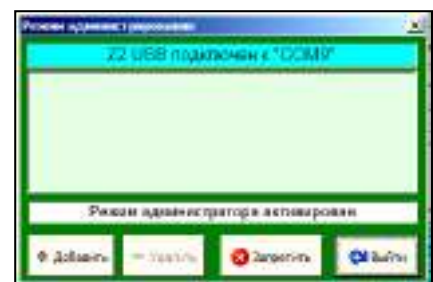 Режим администрирования
Z2 USB подключен к "COM9"
Режим администратора активирован
Добавить
Удалить
Запретить
Выйти